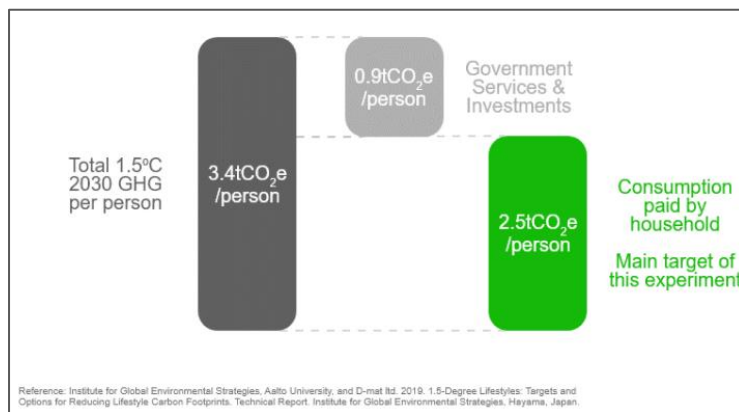 Total 1.5ºC
2030 GHG
per person
3.4tCO₂e
/person
0.9tCO₂e
/person
Government
Services &
Investments
2.5tCO₂e
/person
Consumption
paid by
household
Main target of
this experiment
Reference: Institute for Global Environmental Strategies, Aalto University, and D-mat ltd. 2019. 1.5-Degree Lifestyles: Targets and
Options for Reducing Lifestyle Carbon Footprints. Technical Report. Institute for Global Environmental Strategies, Hayama, Japan.